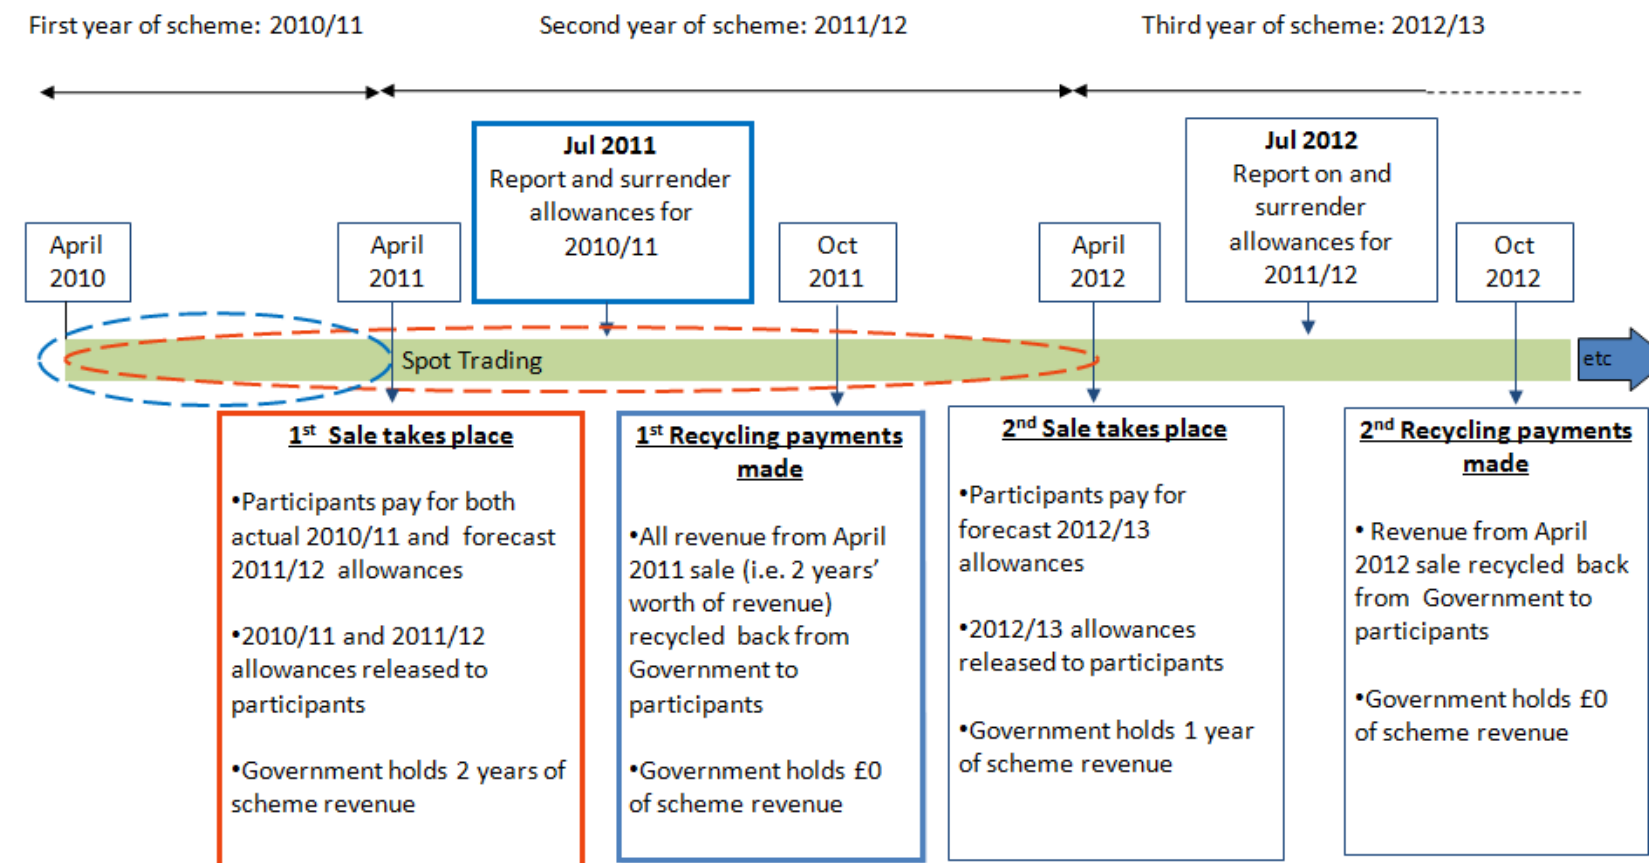 First year of scheme: 2010/11
Second year of scheme: 2011/12
Third year of scheme: 2012/13
April
2010
April
2011
Jul 2011
Report and surrender
allowances for
2010/11
Oct
2011
April
2012
Jul 2012
Report on and
surrender
allowances for
2011/12
Oct
2012
Spot Trading
etc
1st Sale takes place
•Participants pay for both
actual 2010/11 and forecast
2011/12 allowances
•2010/11 and 2011/12
allowances released to
participants
•Government holds 2 years of
scheme revenue
1st Recycling payments
made
•All revenue from April
2011 sale (i.e. 2 years’
worth of revenue)
recycled back from
Government to
participants
•Government holds £0
of scheme revenue
2nd Sale takes place
•Participants pay for
forecast 2012/13
allowances
•2012/13 allowances
released to participants
•Government holds 1 year
of scheme revenue
2nd Recycling payments
made
• Revenue from April
2012 sale recycled back
from Government to
participants
•Government holds £0
of scheme revenue